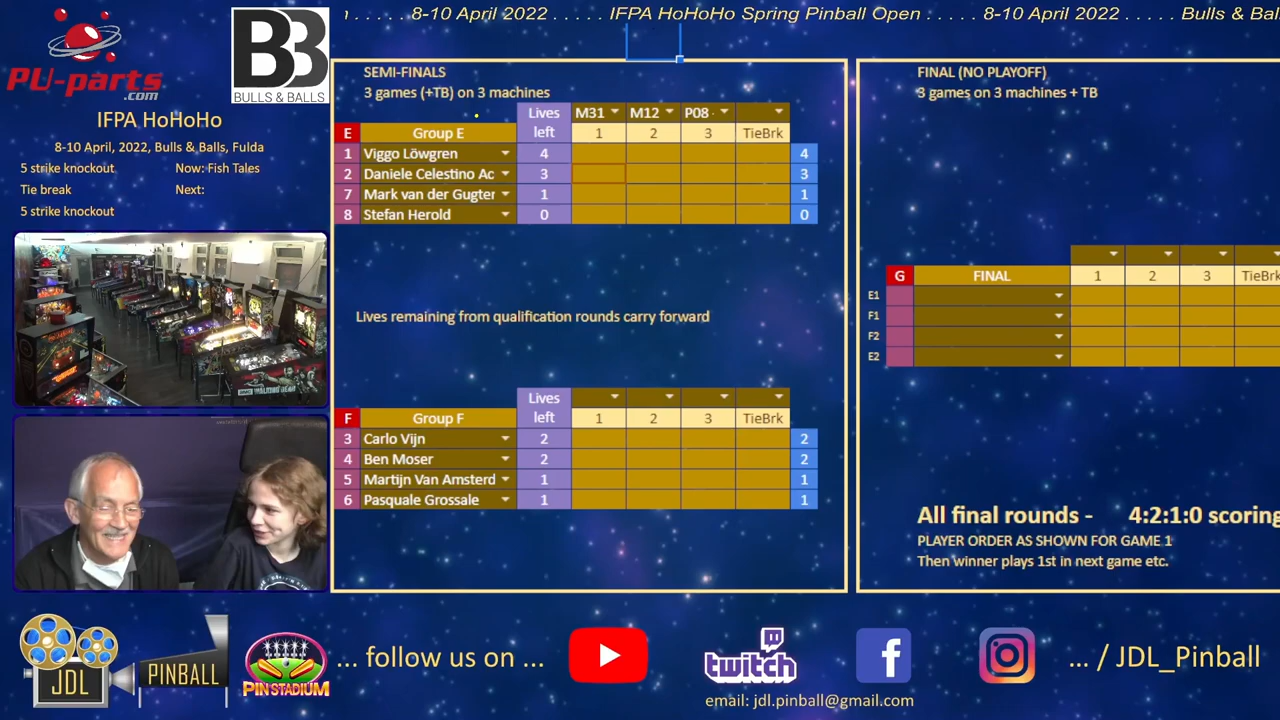 8-10 April 2022 . . . . . IFPA HoHoHo Spring Pinball Open . . . . . 8-10 April 2022 . . . . . Bulls &
PU-parts
.com
B3
BULLS & BALLS
IFPA HoHoHo
8-10 April, 2022, Bulls & Balls, Fulda
5 strike knockout Now: Fish Tales
Tie break Next:
5 strike knockout
SEMI-FINALS
3 games (+TB) on 3 machines
Lives left M31 M12 P08
E Group E 1 2 3 TieBrk
1 Viggo Löwgren 4 4
2 Daniele Celestino Ac 3 3
7 Mark van der Gugter 1 1
8 Stefan Herold 0 0
Lives remaining from qualification rounds carry forward
Lives left
F Group F 1 2 3 TieBrk
3 Carlo Vijn 2 2
4 Ben Moser 2 2
5 Martijn Van Amsterd 1 1
6 Pasquale Grossale 1 1
FINAL (NO PLAYOFF)
3 games on 3 machines + TB
G FINAL 1 2 3 TieBrk
E1
F1
F2
E2
All final rounds - 4:2:1:0 scoring
PLAYER ORDER AS SHOWN FOR GAME 1
Then winner plays 1st in next game etc.
JDL PINBALL
PINSTADIUM
... follow us on ...
twitch
f
... / JDL_Pinball
email: jdl.pinball@gmail.com